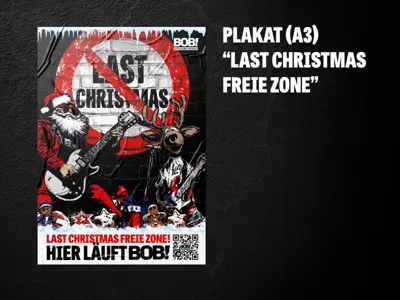 PLAKAT (A3)
“LAST CHRISTMAS
FREIE ZONE”
BOB!
LAST
CHRISTMAS
LAST CHRISTMAS FREIE ZONE!
HIER LÄUFT BOB!